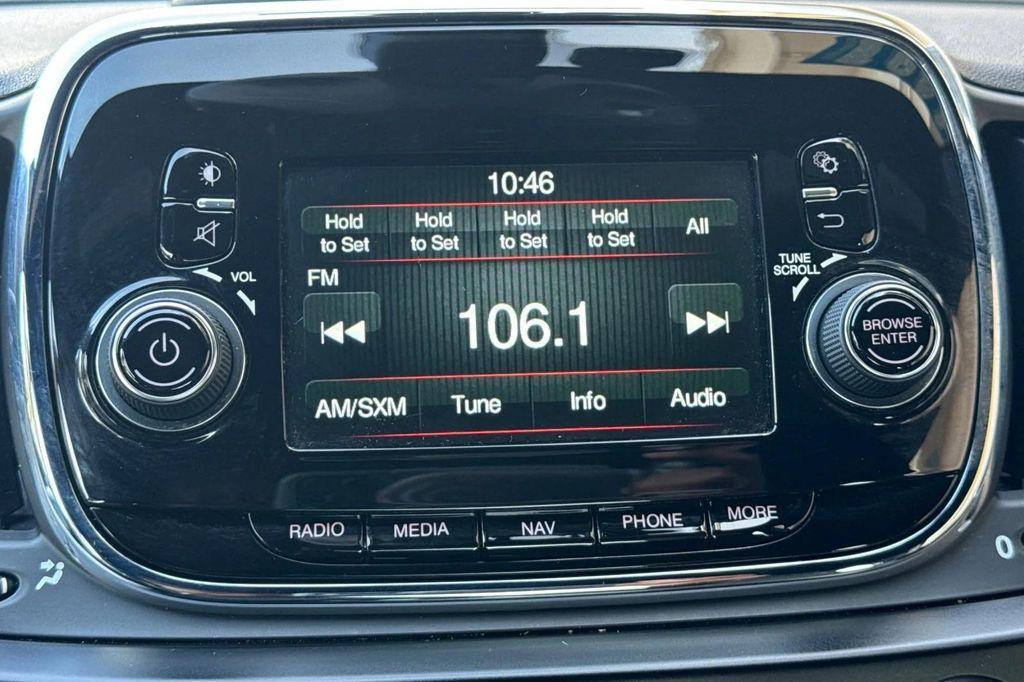 10:46
Hold to Set
Hold to Set
Hold to Set
Hold to Set
All
FM
106.1
AM/SXM
Tune
Info
Audio
VOL
TUNE
SCROLL
BROWSE
ENTER
RADIO
MEDIA
NAV
PHONE
MORE
0